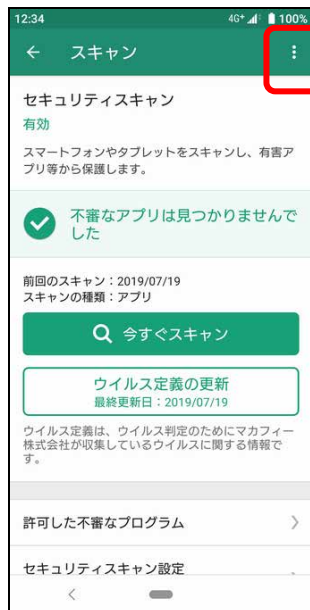 12:34 4G+ 100%
スキャン
セキュリティスキャン
有効
スマートフォンやタブレットをスキャンし、有害ア
プリ等から保護します。
不審なアプリは見つかりませんで
した
前回のスキャン：2019/07/19
スキャンの種類：アプリ
今すぐスキャン
ウイルス定義の更新
最終更新日：2019/07/19
ウイルス定義は、ウイルス判定のためにマカフィー
株式会社が収集しているウイルスに関する情報で
す。
許可した不審なプログラム
セキュリティスキャン設定